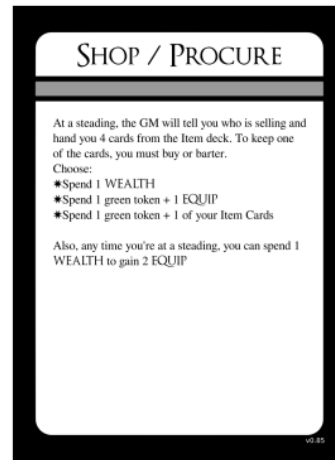 SHOP / PROCURE
At a steading, the GM will tell you who is selling and
hand you 4 cards from the Item deck. To keep one
of the cards, you must buy or barter.
Choose:
✷Spend 1 WEALTH
✷Spend 1 green token + 1 EQUIP
✷Spend 1 green token + 1 of your Item Cards
Also, any time you're at a steading, you can spend 1
WEALTH to gain 2 EQUIP
v0.85